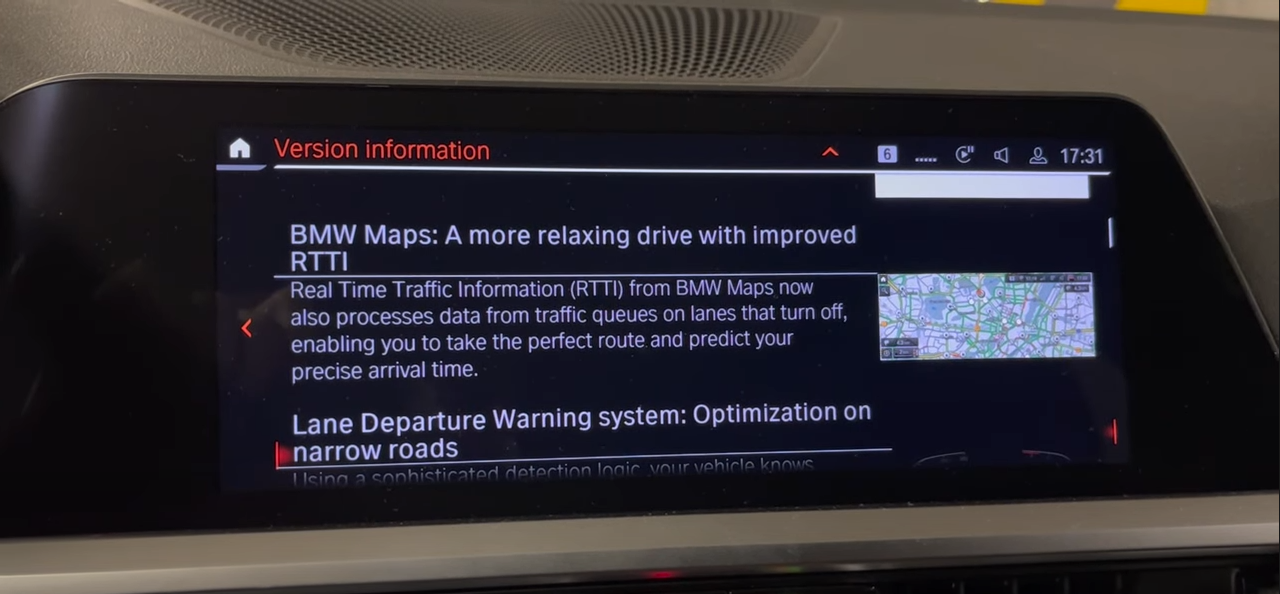 Version information
6
17:31
BMW Maps: A more relaxing drive with improved
RTTI
Real Time Traffic Information (RTTI) from BMW Maps now
also processes data from traffic queues on lanes that turn off,
enabling you to take the perfect route and predict your
precise arrival time.
Lane Departure Warning system: Optimization on
narrow roads
Using a sophisticated detection logic, your vehicle knows